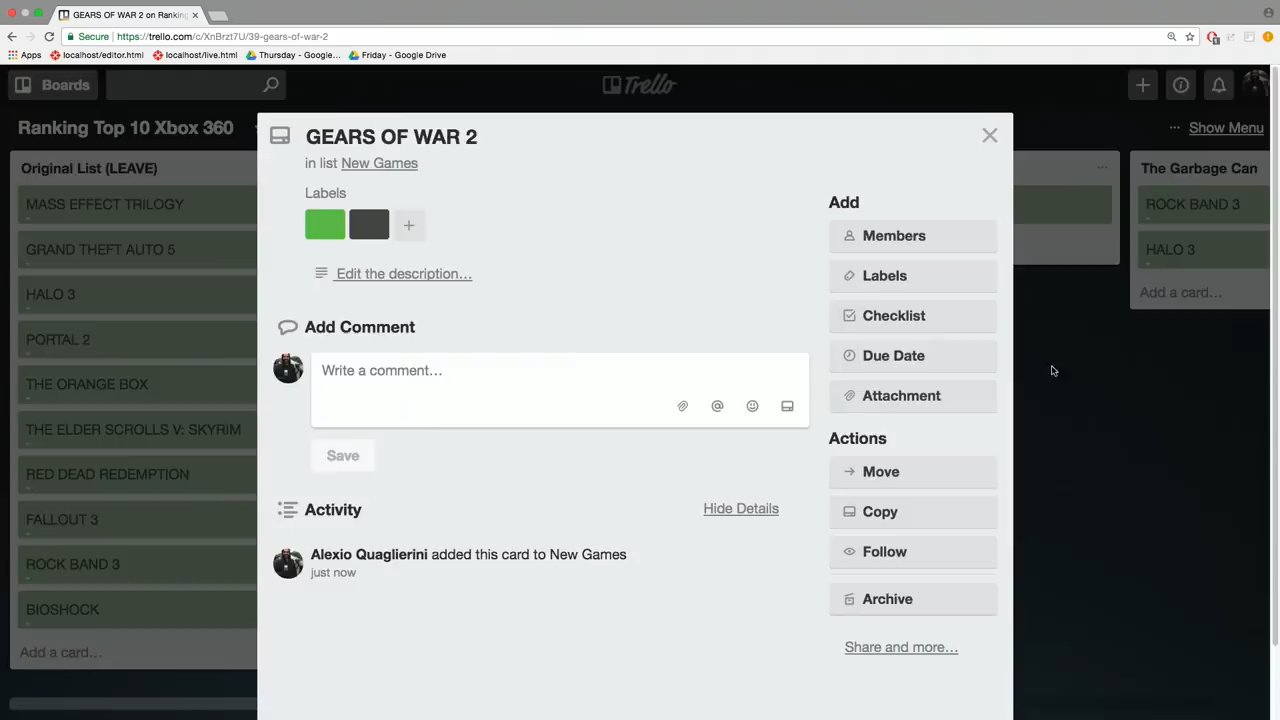 GEARS OF WAR 2 on Ranking
Secure https://trello.com/c/XnBrzt7U/39-gears-of-war-2
Apps localhost/editor.html localhost/live.html Thursday - Google... Friday - Google Drive
Boards
Trello
Ranking Top 10 Xbox 360
... Show Menu
Original List (LEAVE)
MASS EFFECT TRILOGY
GRAND THEFT AUTO 5
HALO 3
PORTAL 2
THE ORANGE BOX
THE ELDER SCROLLS V: SKYRIM
RED DEAD REDEMPTION
FALLOUT 3
ROCK BAND 3
BIOSHOCK
Add a card...
GEARS OF WAR 2
in list New Games
Labels
Edit the description...
Add Comment
Write a comment...
Save
Activity
Hide Details
Alexio Quaglierini added this card to New Games
just now
Add
Members
Labels
Checklist
Due Date
Attachment
Actions
Move
Copy
Follow
Archive
Share and more...
The Garbage Can
ROCK BAND 3
HALO 3
Add a card...